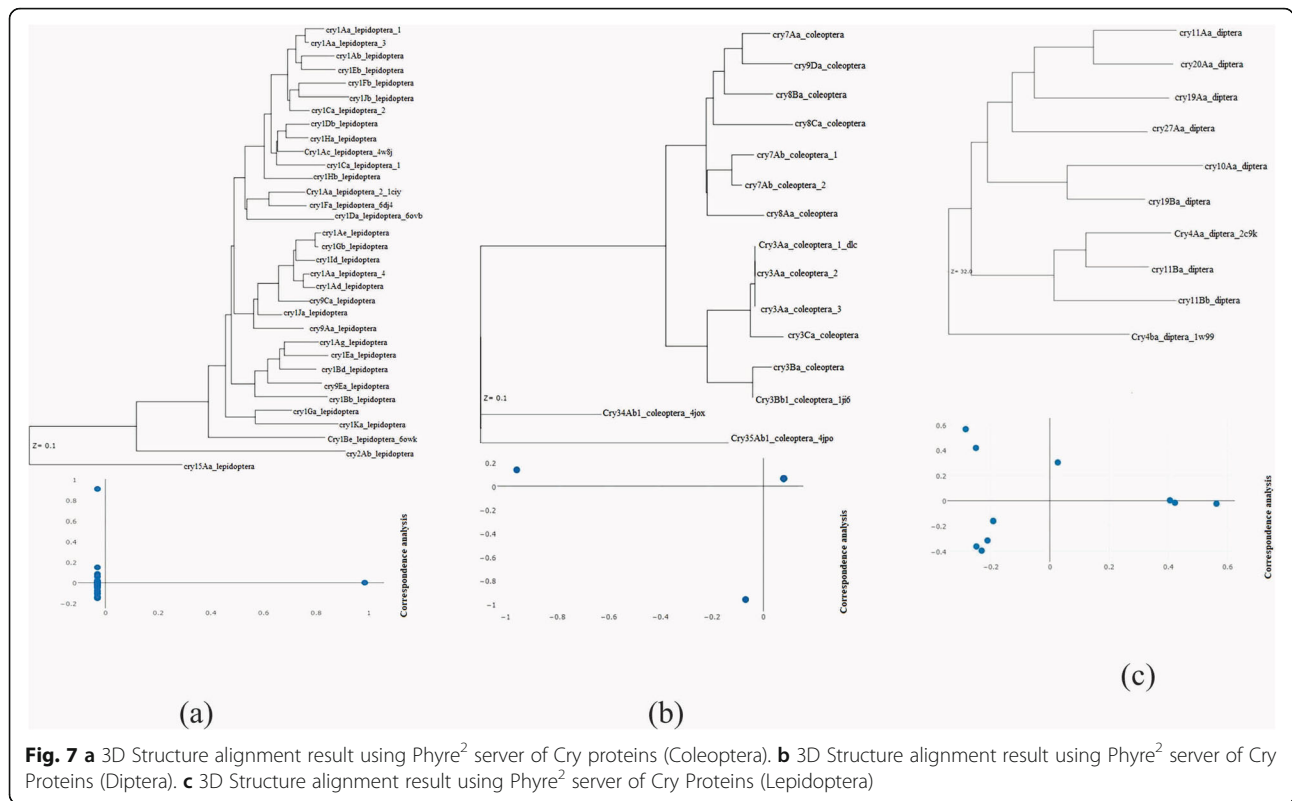 cry1Aa_lepidoptera_1
cry1Aa_lepidoptera_3
cry1Ab_lepidoptera
cry1Eb_lepidoptera
cry1Fb_lepidoptera
cry1Jb_lepidoptera
cry1Ca_lepidoptera_2
cry1Db_lepidoptera
cry1Ha_lepidoptera
Cry1Ac_lepidoptera_4w8j
cry1Ca_lepidoptera_1
cry1Hb_lepidoptera
Cry1Aa_lepidoptera_2_1ciy
cry1Fa_lepidoptera_6dj4
cry1Da_lepidoptera_6ovb
cry1Ae_lepidoptera
cry1Gb_lepidoptera
cry1Id_lepidoptera
cry1Aa_lepidoptera_4
cry1Ad_lepidoptera
cry9Ca_lepidoptera
cry1Ja_lepidoptera
cry9Aa_lepidoptera
cry1Ag_lepidoptera
cry1Ea_lepidoptera
cry1Bd_lepidoptera
cry9Ea_lepidoptera
cry1Bb_lepidoptera
cry1Ga_lepidoptera
cry1Ka_lepidoptera
Cry1Be_lepidoptera_6owk
Z= 0.1
cry2Ab_lepidoptera
cry15Aa_lepidoptera
1
0.8
0.6
0.4
0.2
0
−0.2
0
0.2
0.4
0.6
0.8
1
Correspondence analysis
(a)
cry7Aa_coleoptera
cry9Da_coleoptera
cry8Ba_coleoptera
cry8Ca_coleoptera
cry7Ab_coleoptera_1
cry7Ab_coleoptera_2
cry8Aa_coleoptera
Cry3Aa_coleoptera_1_dlc
cry3Aa_coleoptera_2
cry3Aa_coleoptera_3
cry3Ca_coleoptera
cry3Ba_coleoptera
Cry3Bb1_coleoptera_1ji6
Z= 0.1
Cry34Ab1_coleoptera_4jox
Cry35Ab1_coleoptera_4jpo
0.2
0
−0.2
−0.4
−0.6
−0.8
−1
−1
−0.8
−0.6
−0.4
−0.2
0
Correspondence analysis
(b)
cry11Aa_diptera
cry20Aa_diptera
cry19Aa_diptera
cry27Aa_diptera
cry10Aa_diptera
cry19Ba_diptera
Cry4Aa_diptera_2c9k
Z= 32.0
cry11Ba_diptera
cry11Bb_diptera
Cry4ba_diptera_1w99
0.6
0.4
0.2
0
−0.2
−0.4
−0.2
0
0.2
0.4
0.6
Correspondence analysis
(c)
Fig. 7 a 3D Structure alignment result using Phyre² server of Cry proteins (Coleoptera). b 3D Structure alignment result using Phyre² server of Cry
Proteins (Diptera). c 3D Structure alignment result using Phyre² server of Cry Proteins (Lepidoptera)